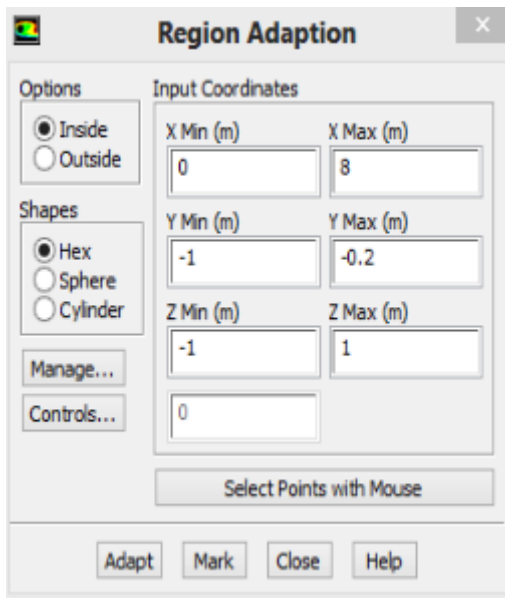 Region Adaption
Options
Inside
Outside
Shapes
Hex
Sphere
Cylinder
Manage...
Controls...
Input Coordinates
X Min (m) X Max (m)
0 8
Y Min (m) Y Max (m)
-1 -0.2
Z Min (m) Z Max (m)
-1 1
0
Select Points with Mouse
Adapt Mark Close Help